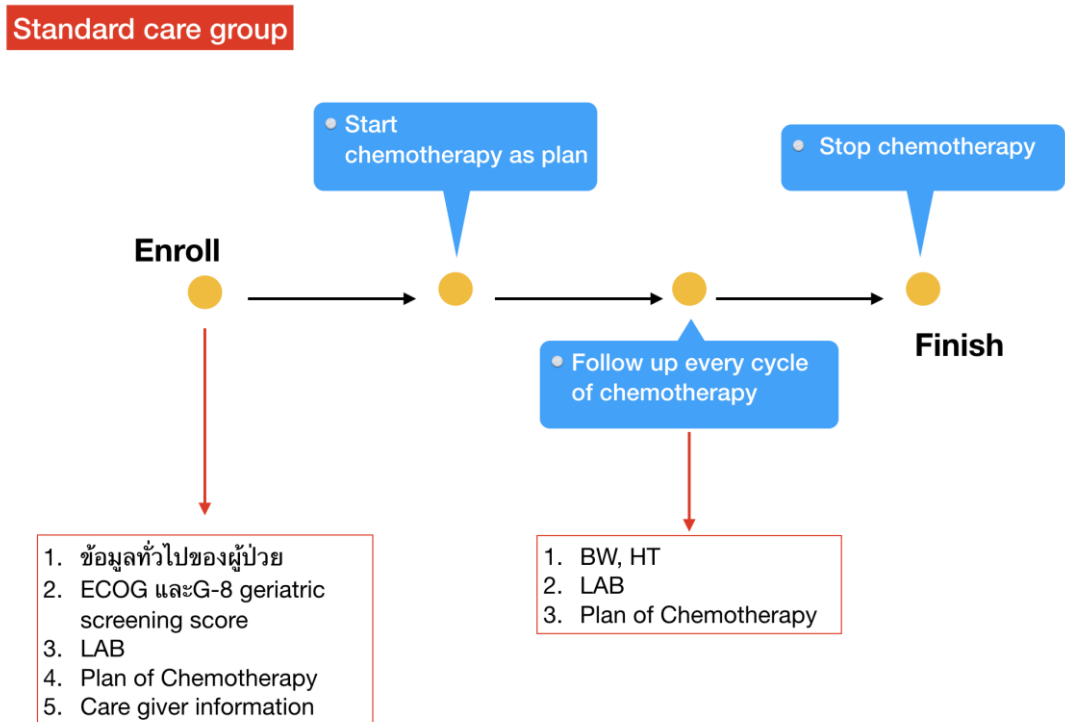 Standard care group
Start
chemotherapy as plan
Stop chemotherapy
Enroll
Follow up every cycle
of chemotherapy
Finish
1. ข้อมูลทั่วไปของผู้ป่วย
2. ECOG และG-8 geriatric
screening score
3. LAB
4. Plan of Chemotherapy
5. Care giver information
1. BW, HT
2. LAB
3. Plan of Chemotherapy